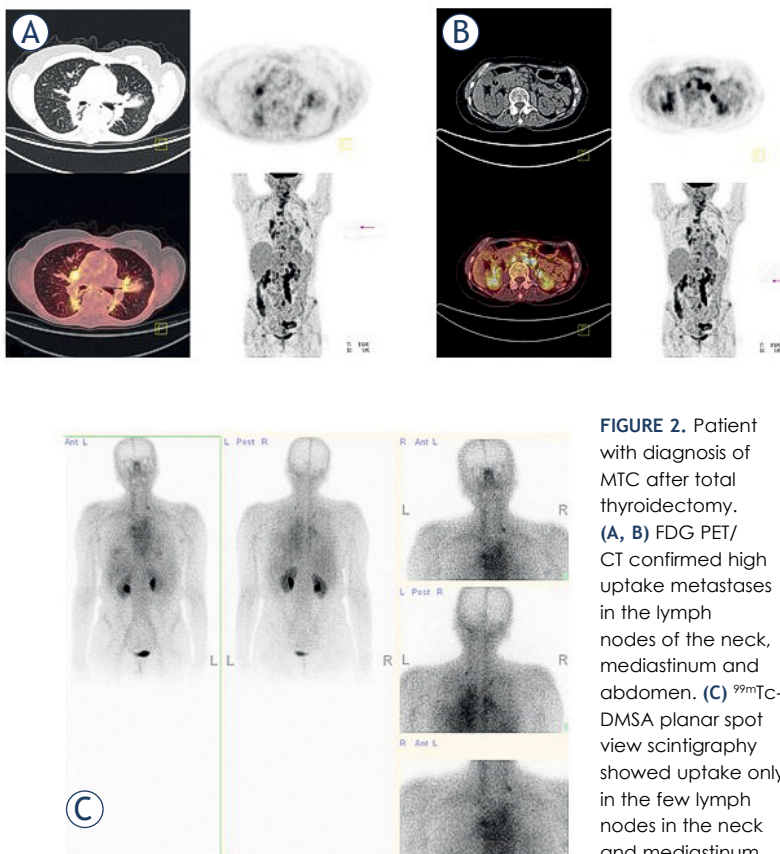 A
B
Ant L
L Post R
R Ant L
L
R
L Post R
L
R
R Ant L
L L
R
C
FIGURE 2. Patient
with diagnosis of
MTC after total
thyroidectomy.
(A, B) FDG PET/
CT confirmed high
uptake metastases
in the lymph
nodes of the neck,
mediastinum and
abdomen. (C) 99mTc-
DMSA planar spot
view scintigraphy
showed uptake only
in the few lymph
nodes in the neck
and mediastinum